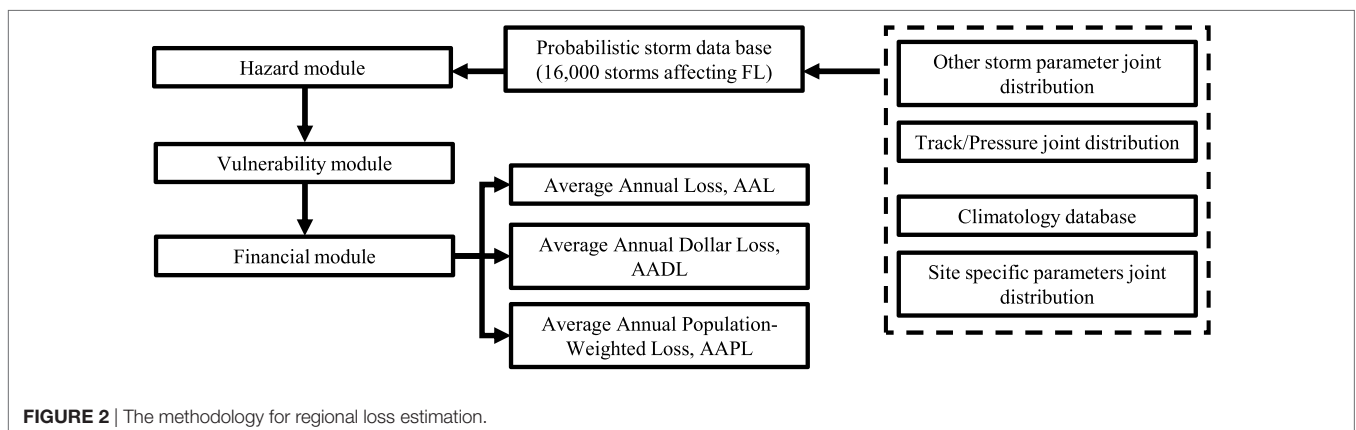 Hazard module
Probabilistic storm data base
(16,000 storms affecting FL)
Other storm parameter joint
distribution
Track/Pressure joint distribution
Vulnerability module
Average Annual Loss, AAL
Climatology database
Financial module
Average Annual Dollar Loss,
AADL
Site specific parameters joint
distribution
Average Annual Population-
Weighted Loss, AAPL
FIGURE 2 | The methodology for regional loss estimation.